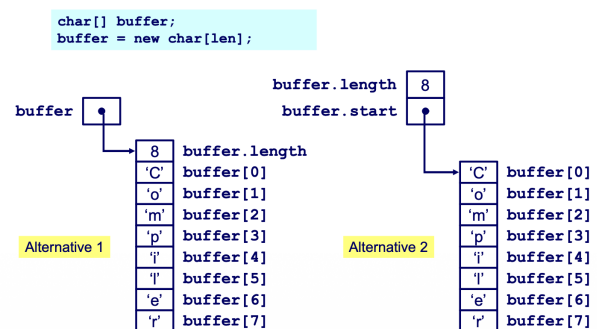 char[] buffer;
buffer = new char[len];
buffer.length 8
buffer buffer.start
8 buffer.length
‘C’ buffer[0] ‘C’ buffer[0]
‘o’ buffer[1] ‘o’ buffer[1]
‘m’ buffer[2] ‘m’ buffer[2]
‘p’ buffer[3] ‘p’ buffer[3]
Alternative 1 Alternative 2
‘i’ buffer[4] ‘i’ buffer[4]
‘l’ buffer[5] ‘l’ buffer[5]
‘e’ buffer[6] ‘e’ buffer[6]
‘r’ buffer[7] ‘r’ buffer[7]